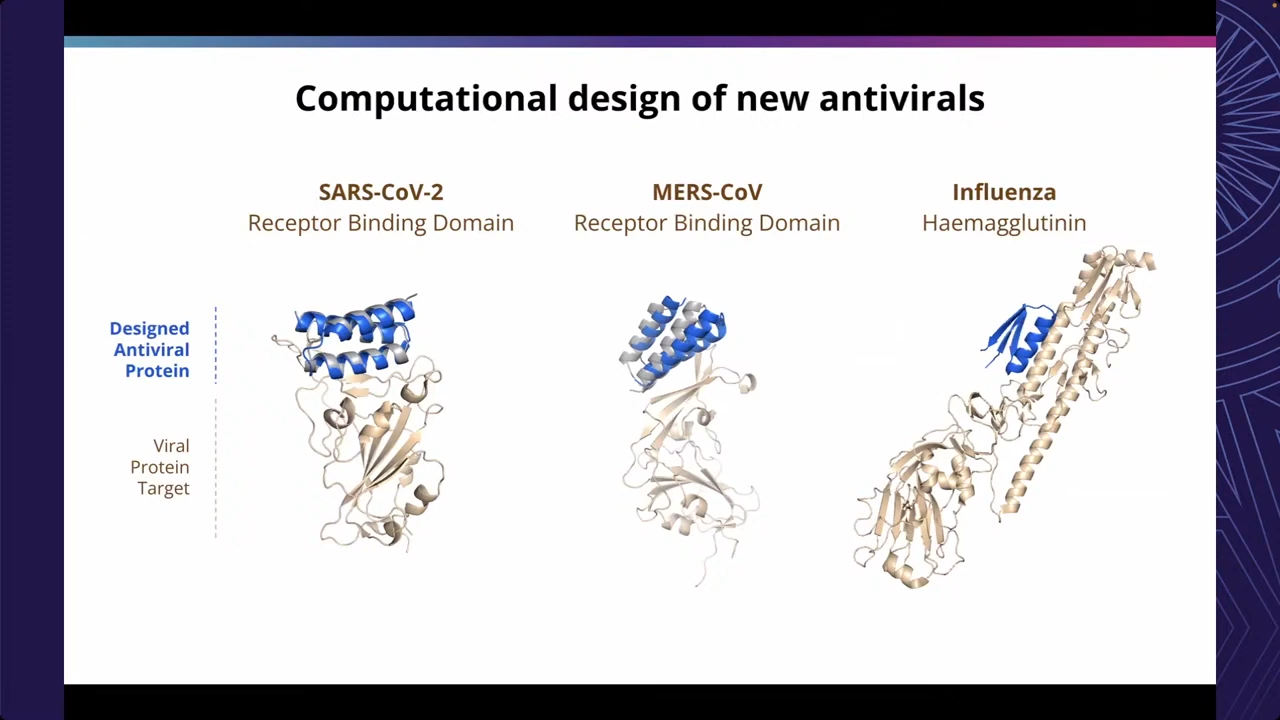 Computational design of new antivirals
SARS-CoV-2
Receptor Binding Domain
MERS-CoV
Receptor Binding Domain
Influenza
Haemagglutinin
Designed
Antiviral
Protein
Viral
Protein
Target